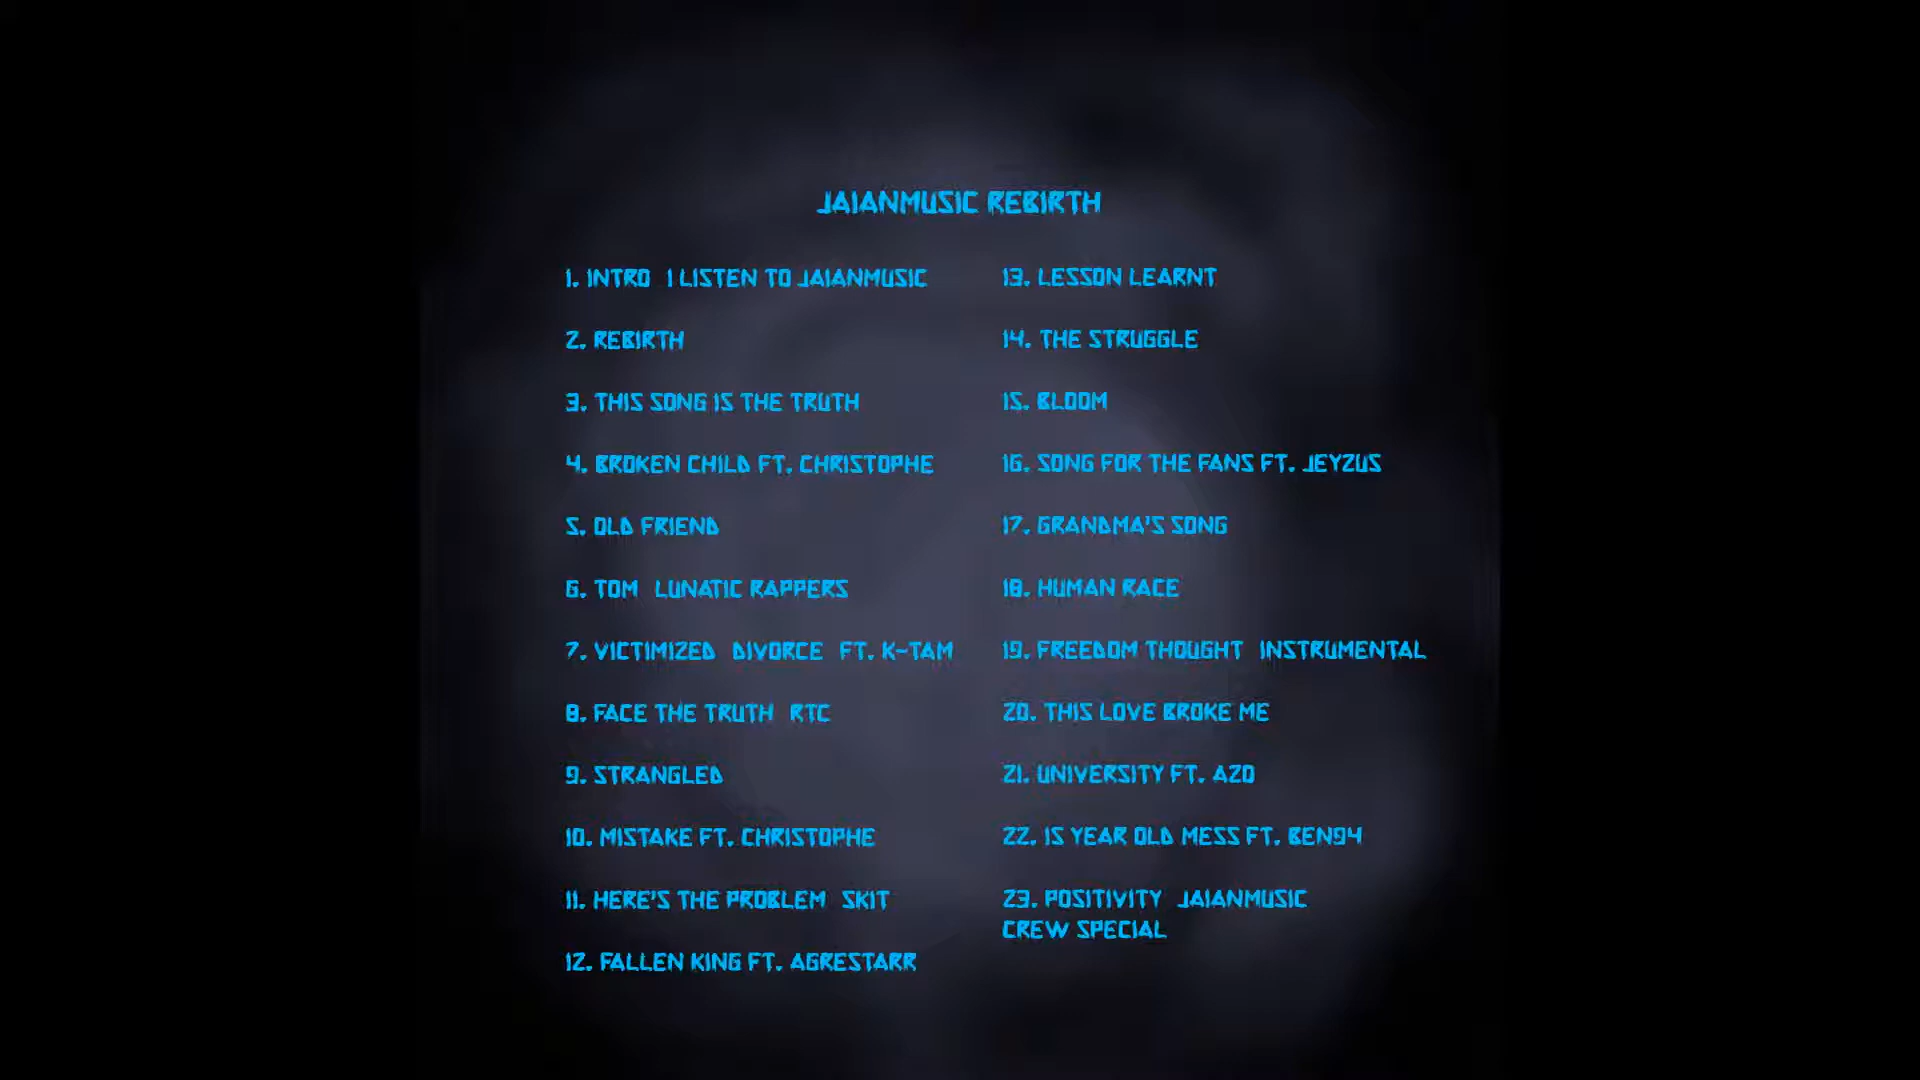 JAIANMUSIC REBIRTH
1. INTRO I LISTEN TO JAIANMUSIC
2. REBIRTH
3. THIS SONG IS THE TRUTH
4. BROKEN CHILD FT. CHRISTOPHE
5. OLD FRIEND
6. TOM LUNATIC RAPPERS
7. VICTIMIZED DIVORCE FT. K-TAM
8. FACE THE TRUTH RTC
9. STRANGLED
10. MISTAKE FT. CHRISTOPHE
11. HERE'S THE PROBLEM SKIT
12. FALLEN KING FT. AGRESTARR
13. LESSON LEARNT
14. THE STRUGGLE
15. BLOOM
16. SONG FOR THE FANS FT. JEYZUS
17. GRANDMA'S SONG
18. HUMAN RACE
19. FREEDOM THOUGHT INSTRUMENTAL
20. THIS LOVE BROKE ME
21. UNIVERSITY FT. AZO
22. 15 YEAR OLD MESS FT. BEN94
23. POSITIVITY JAIANMUSIC
CREW SPECIAL